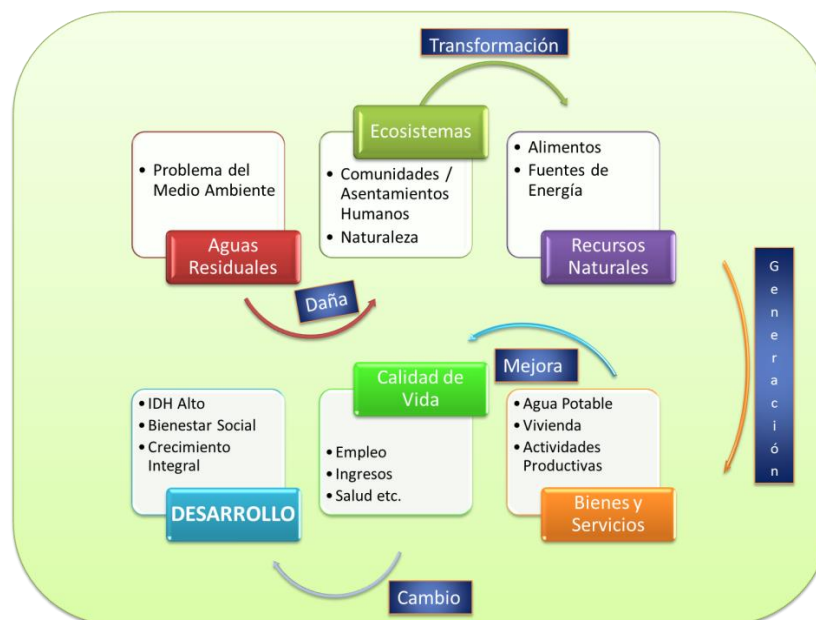 Transformación
Ecosistemas
• Problema del
Medio Ambiente
Aguas
Residuales
• Comunidades /
Asentamientos
Humanos
• Naturaleza
• Alimentos
• Fuentes de
Energía
Recursos
Naturales
Daña
Generación
Mejora
• IDH Alto
• Bienestar Social
• Crecimiento
Integral
DESARROLLO
Calidad de
Vida
• Empleo
• Ingresos
• Salud etc.
• Agua Potable
• Vivienda
• Actividades
Productivas
Bienes y
Servicios
Cambio